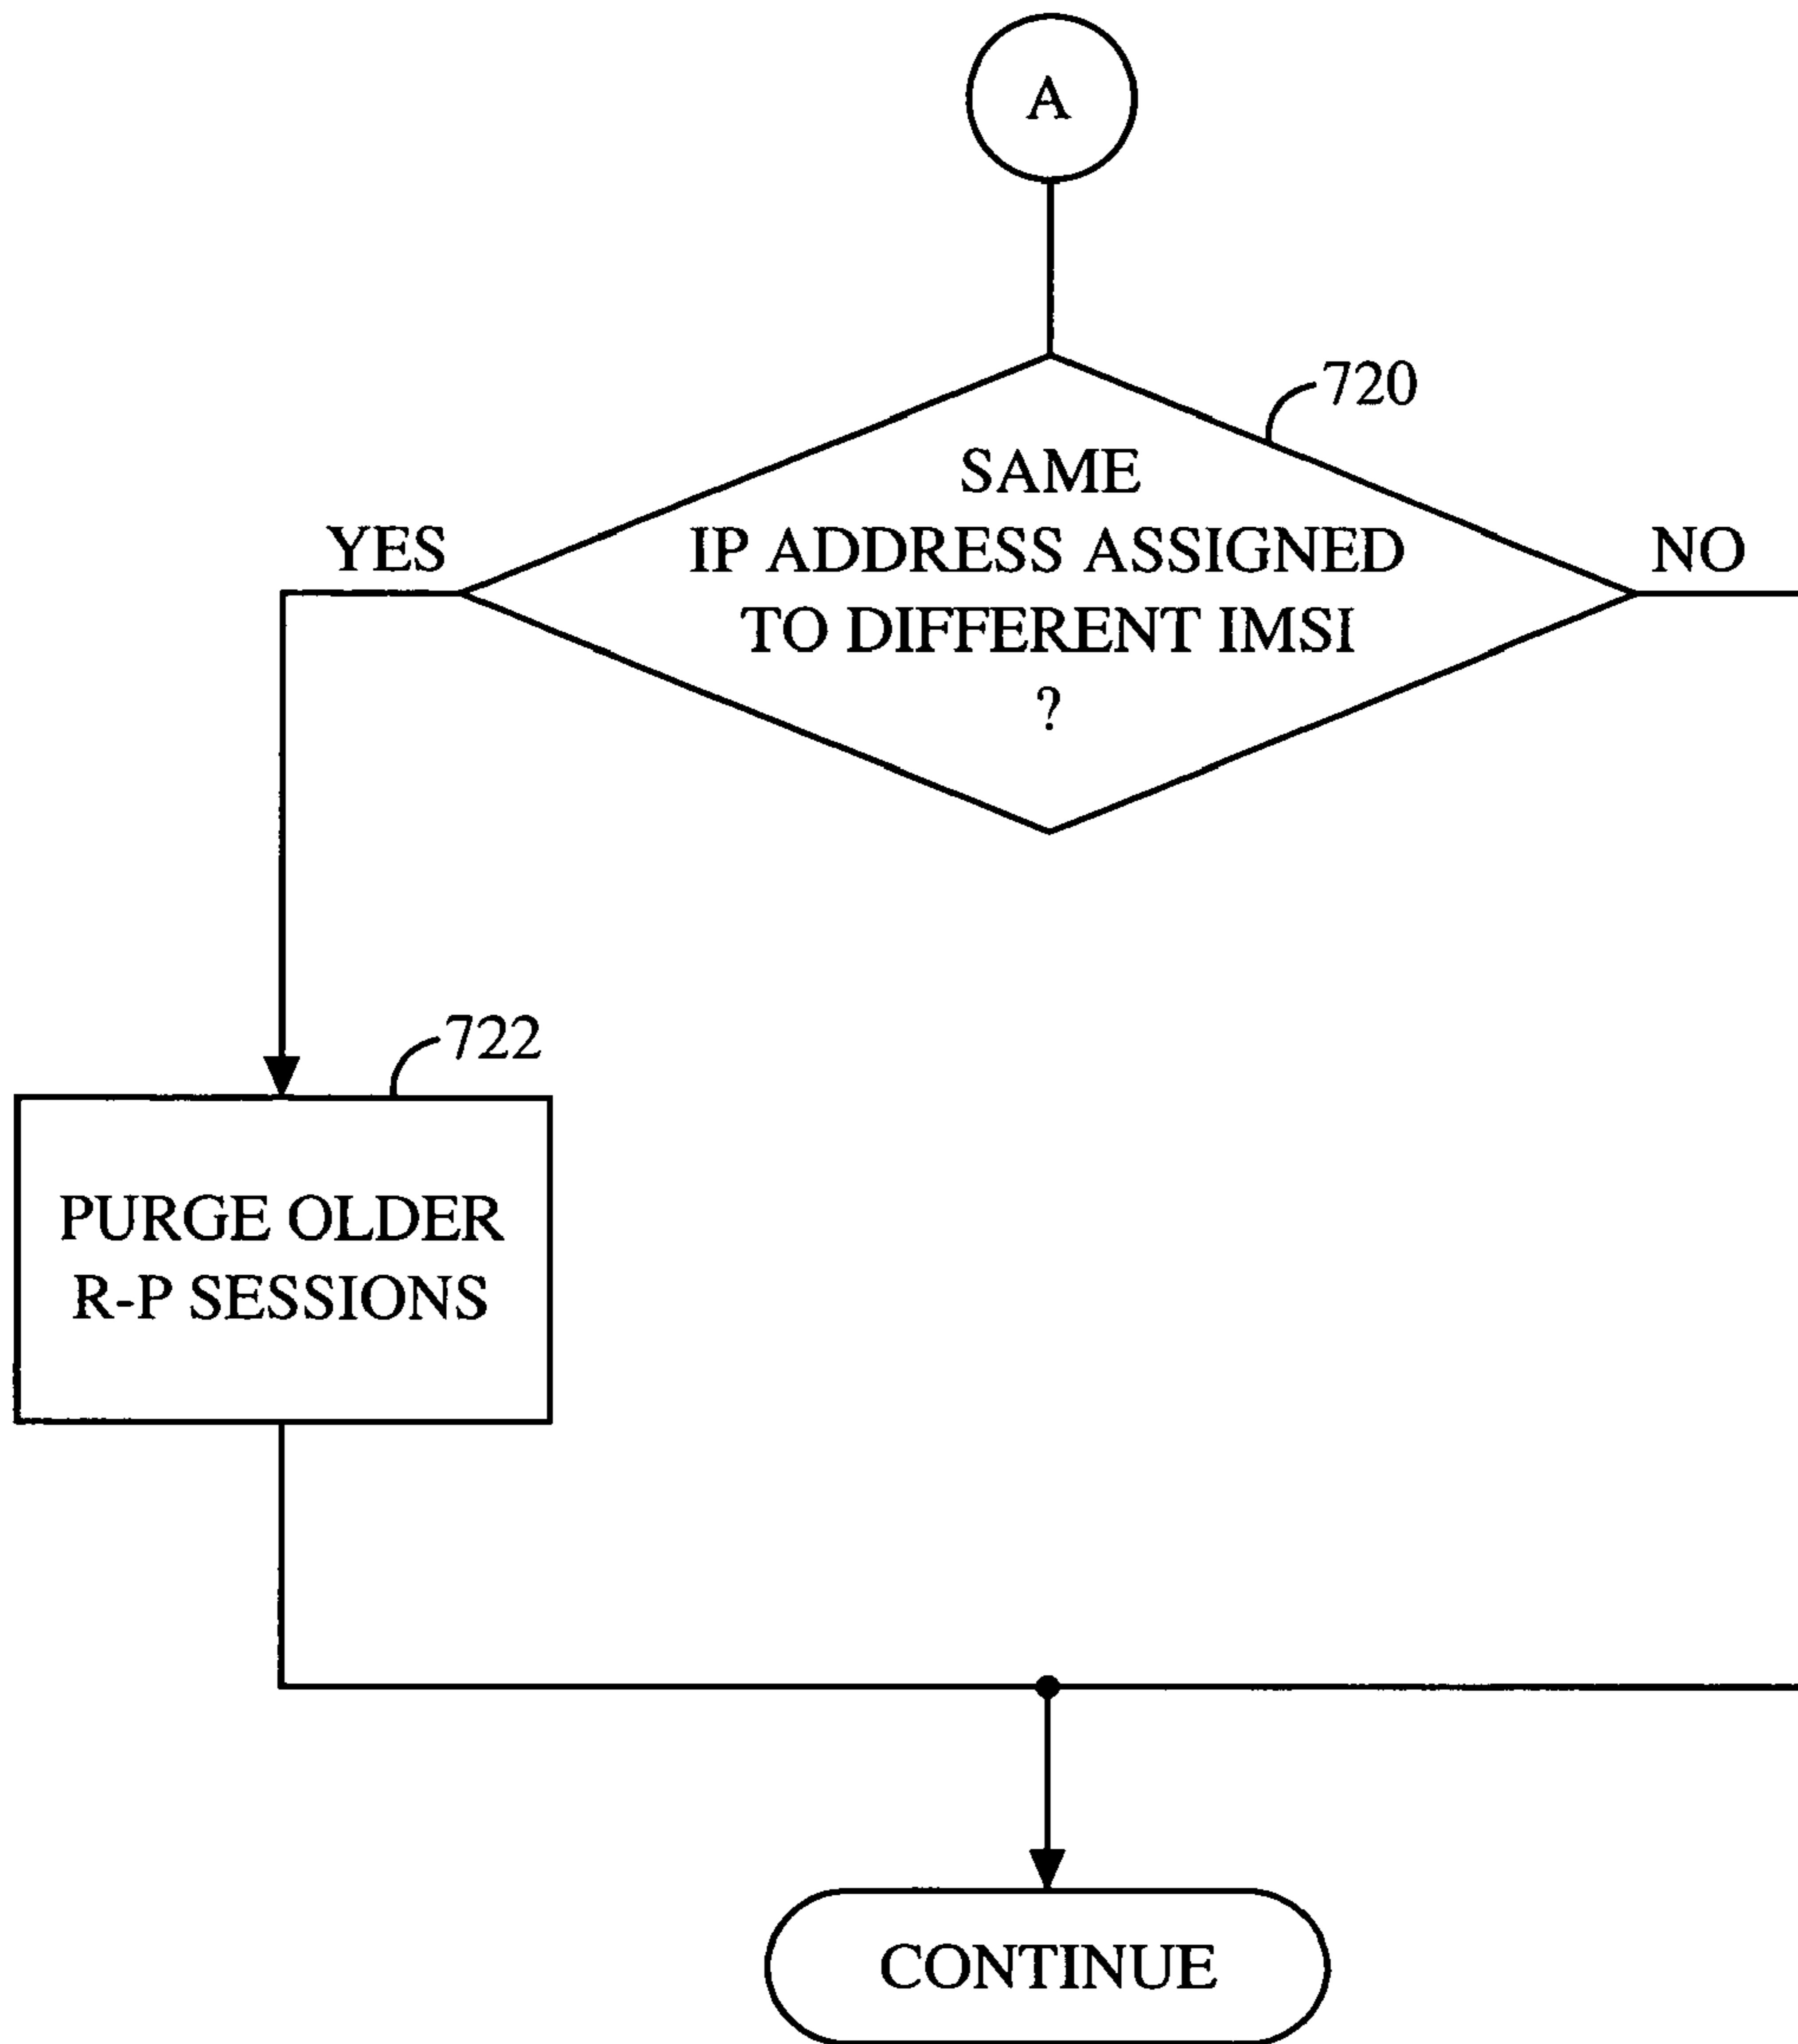 A
720
SAME
IP ADDRESS ASSIGNED
TO DIFFERENT IMSI
?
YES
NO
722
PURGE OLDER
R-P SESSIONS
CONTINUE